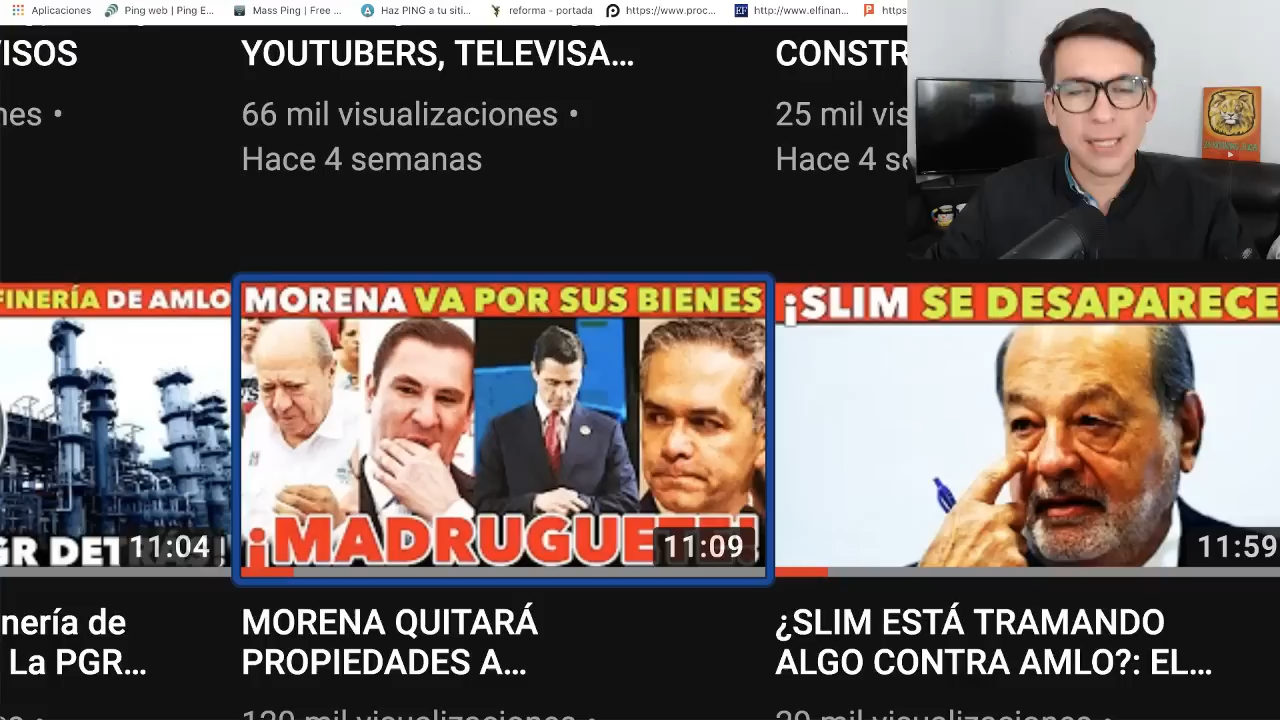 Aplicaciones
Ping web | Ping E...
Mass Ping | Free ...
Haz PING a tu siti...
reforma - portada
https://www.proc...
http://www.elfinan...
https
YOUTUBERS, TELEVISA...
CONSTR
66 mil visualizaciones •
25 mil vis
Hace 4 semanas
Hace 4 se
FINERÍA DE AMLO
MORENA VA POR SUS BIENES
¡SLIM SE DESAPARECE
11:04
¡MADRUGUE
11:09
11:59
nería de
La PGR...
MORENA QUITARÁ
PROPIEDADES A...
¿SLIM ESTÁ TRAMANDO
ALGO CONTRA AMLO?: EL...